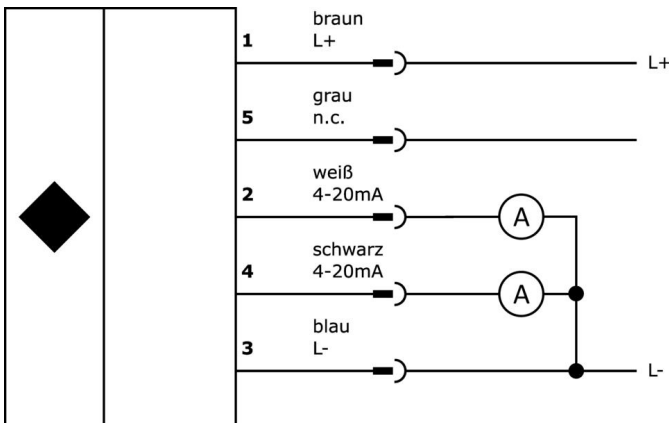 braun
1 L+ L+
grau
5 n.c.
weiß
2 4-20mA
A
schwarz
4 4-20mA
A
blau
3 L-
L-